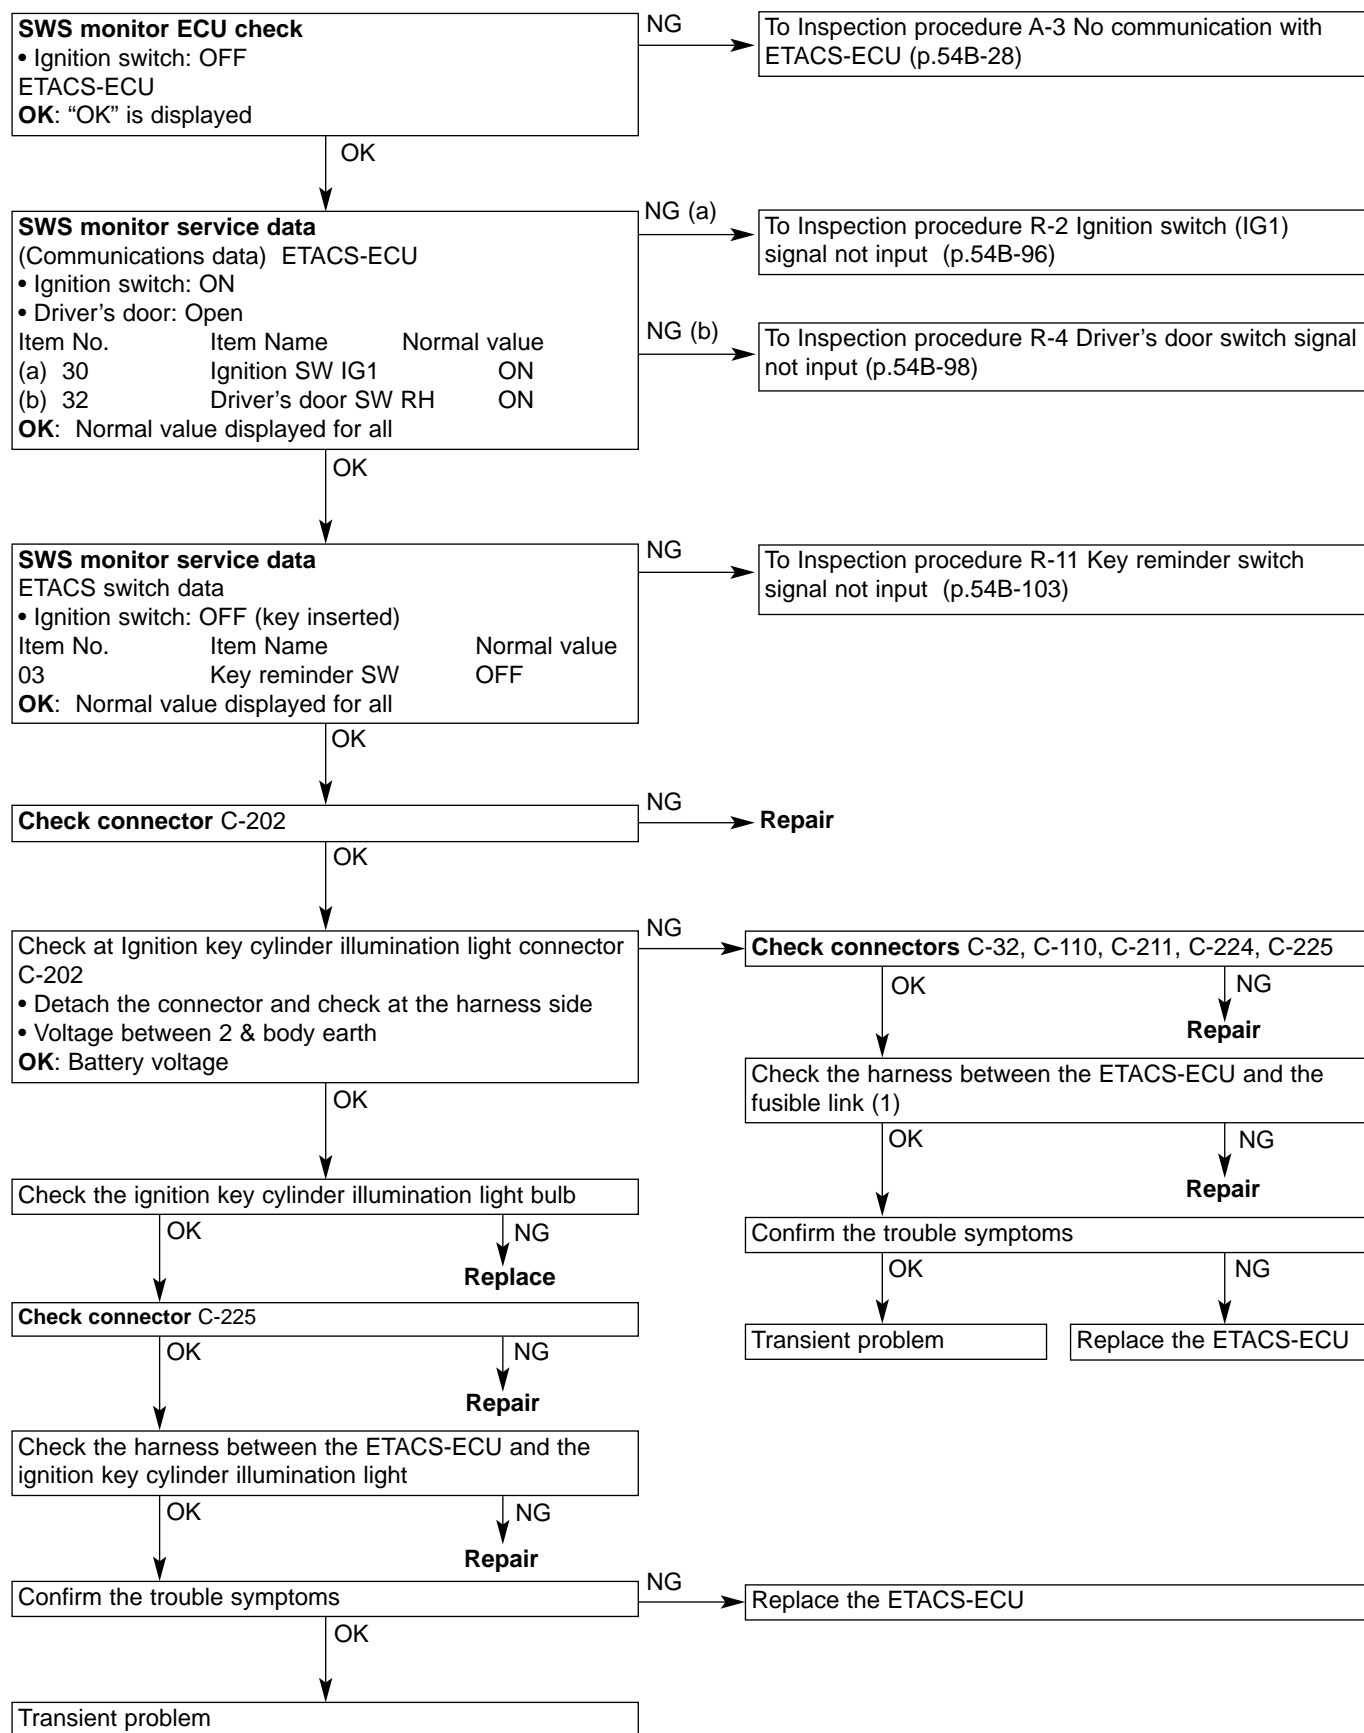 SWS monitor ECU check
• Ignition switch: OFF
ETACS-ECU
OK: “OK” is displayed
NG
To Inspection procedure A-3 No communication with
ETACS-ECU (p.54B-28)
OK
SWS monitor service data
(Communications data) ETACS-ECU
• Ignition switch: ON
• Driver’s door: Open
Item No. Item Name Normal value
(a) 30 Ignition SW IG1 ON
(b) 32 Driver’s door SW RH ON
OK: Normal value displayed for all
NG (a)
To Inspection procedure R-2 Ignition switch (IG1)
signal not input (p.54B-96)
NG (b)
To Inspection procedure R-4 Driver’s door switch signal
not input (p.54B-98)
OK
SWS monitor service data
ETACS switch data
• Ignition switch: OFF (key inserted)
Item No. Item Name Normal value
03 Key reminder SW OFF
OK: Normal value displayed for all
NG
To Inspection procedure R-11 Key reminder switch
signal not input (p.54B-103)
OK
Check connector C-202
NG
Repair
OK
Check at Ignition key cylinder illumination light connector
C-202
• Detach the connector and check at the harness side
• Voltage between 2 & body earth
OK: Battery voltage
NG
Check connectors C-32, C-110, C-211, C-224, C-225
OK
NG
Repair
Check the harness between the ETACS-ECU and the
fusible link (1)
OK
NG
Repair
Confirm the trouble symptoms
OK
NG
Transient problem
Replace the ETACS-ECU
OK
Check the ignition key cylinder illumination light bulb
OK
NG
Replace
Check connector C-225
OK
NG
Repair
Check the harness between the ETACS-ECU and the
ignition key cylinder illumination light
OK
NG
Repair
Confirm the trouble symptoms
NG
Replace the ETACS-ECU
OK
Transient problem